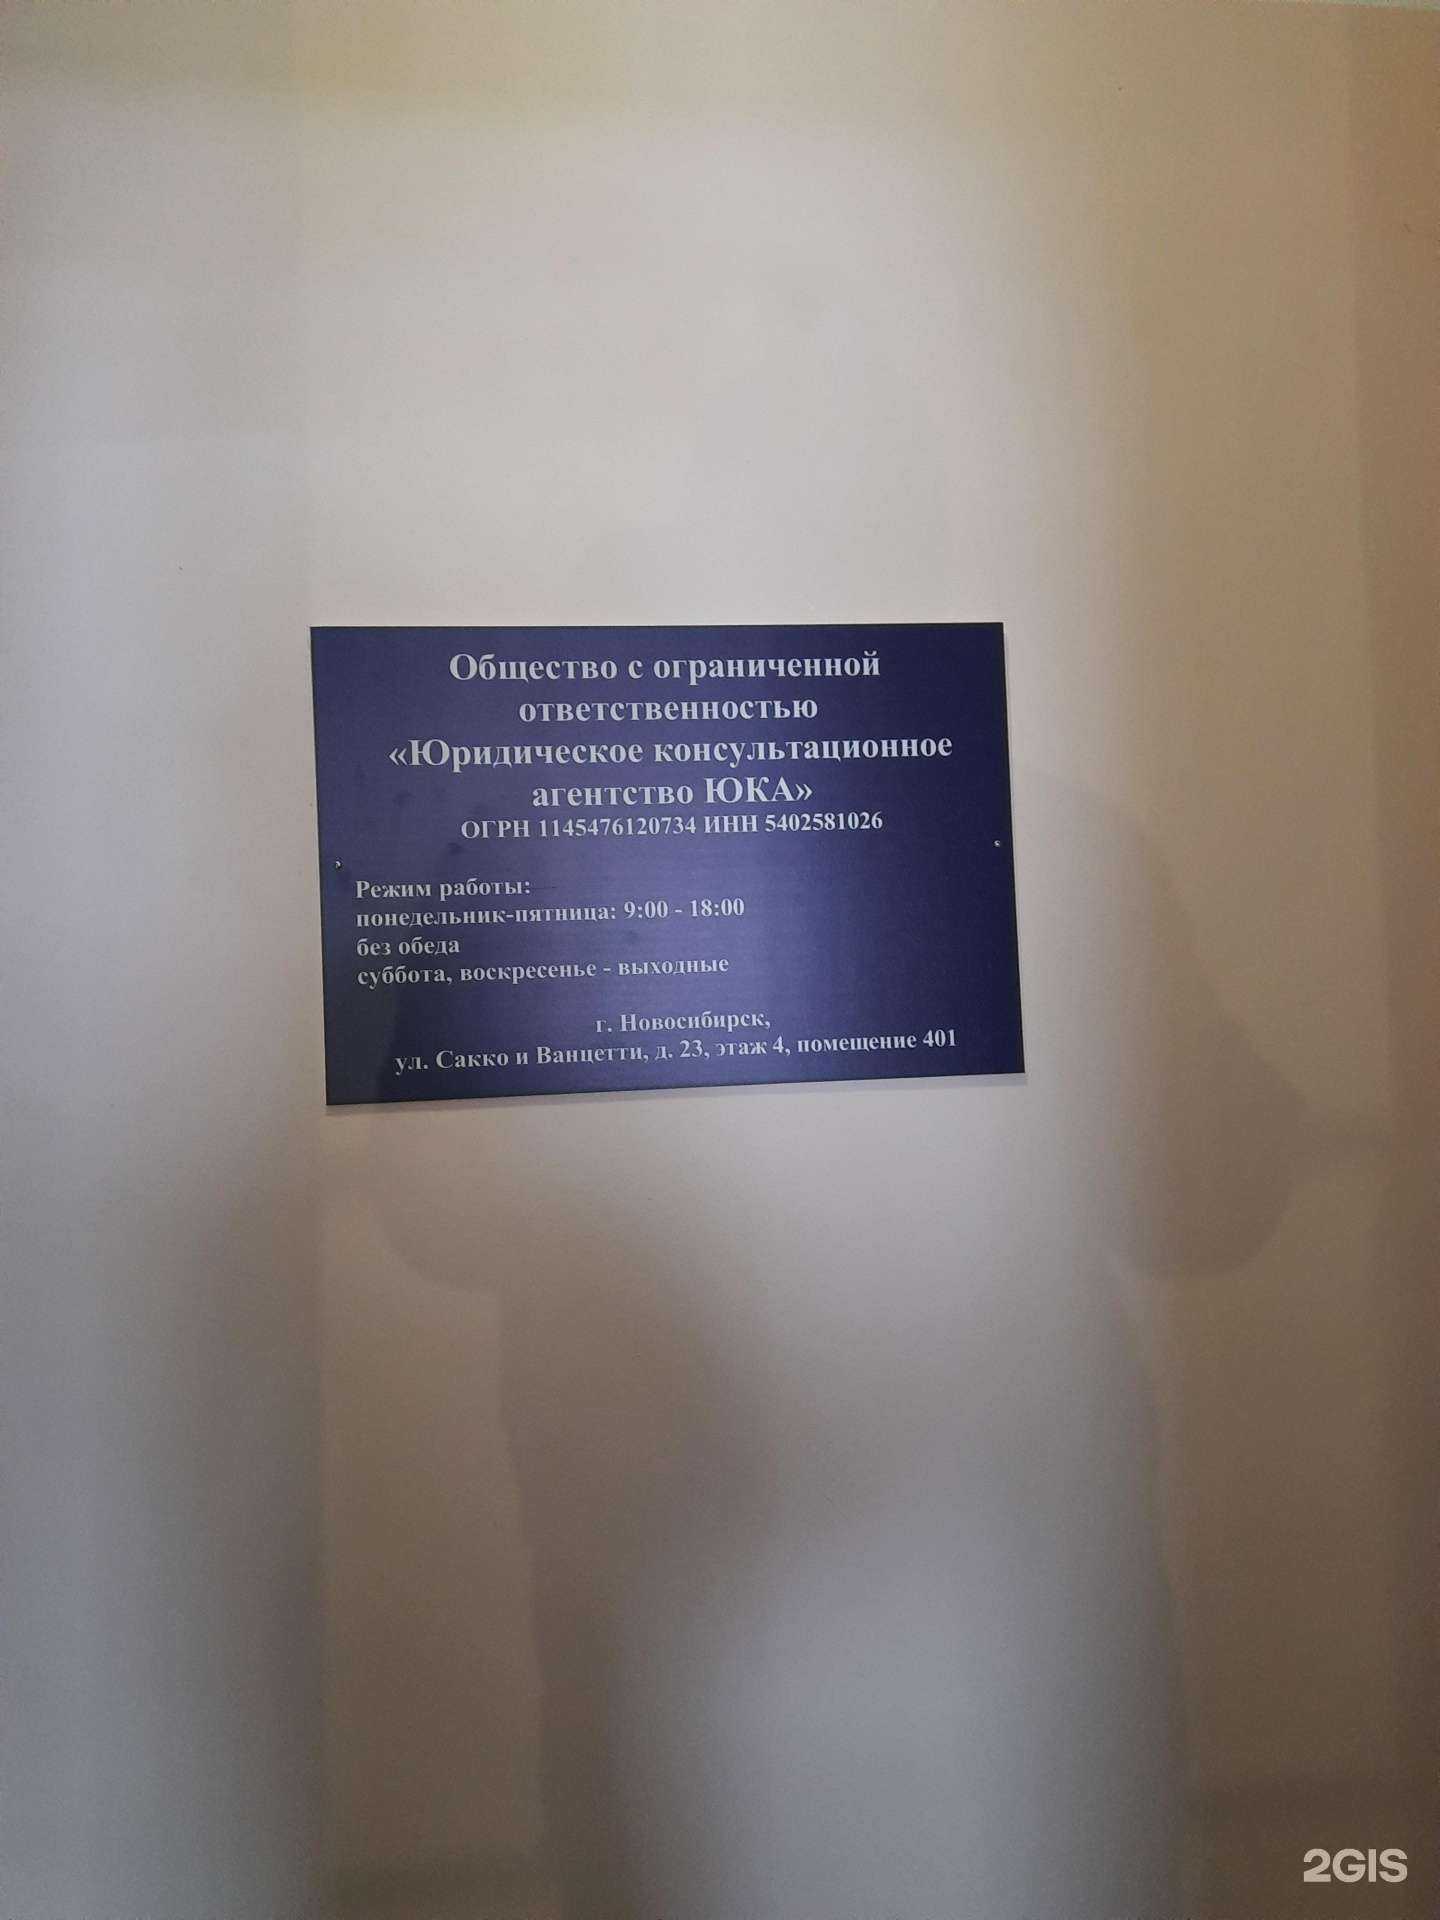 Общество с ограниченной
ответственностью
«Юридическое консультационное
агентство ЮКА»
ОГРН 1145476120734 ИНН 5402581026
Режим работы:
понедельник-пятница: 9:00 - 18:00
без обеда
суббота, воскресенье - выходные
г. Новосибирск,
ул. Сакко и Ванцетти, д. 23, этаж 4, помещение 401
2GIS